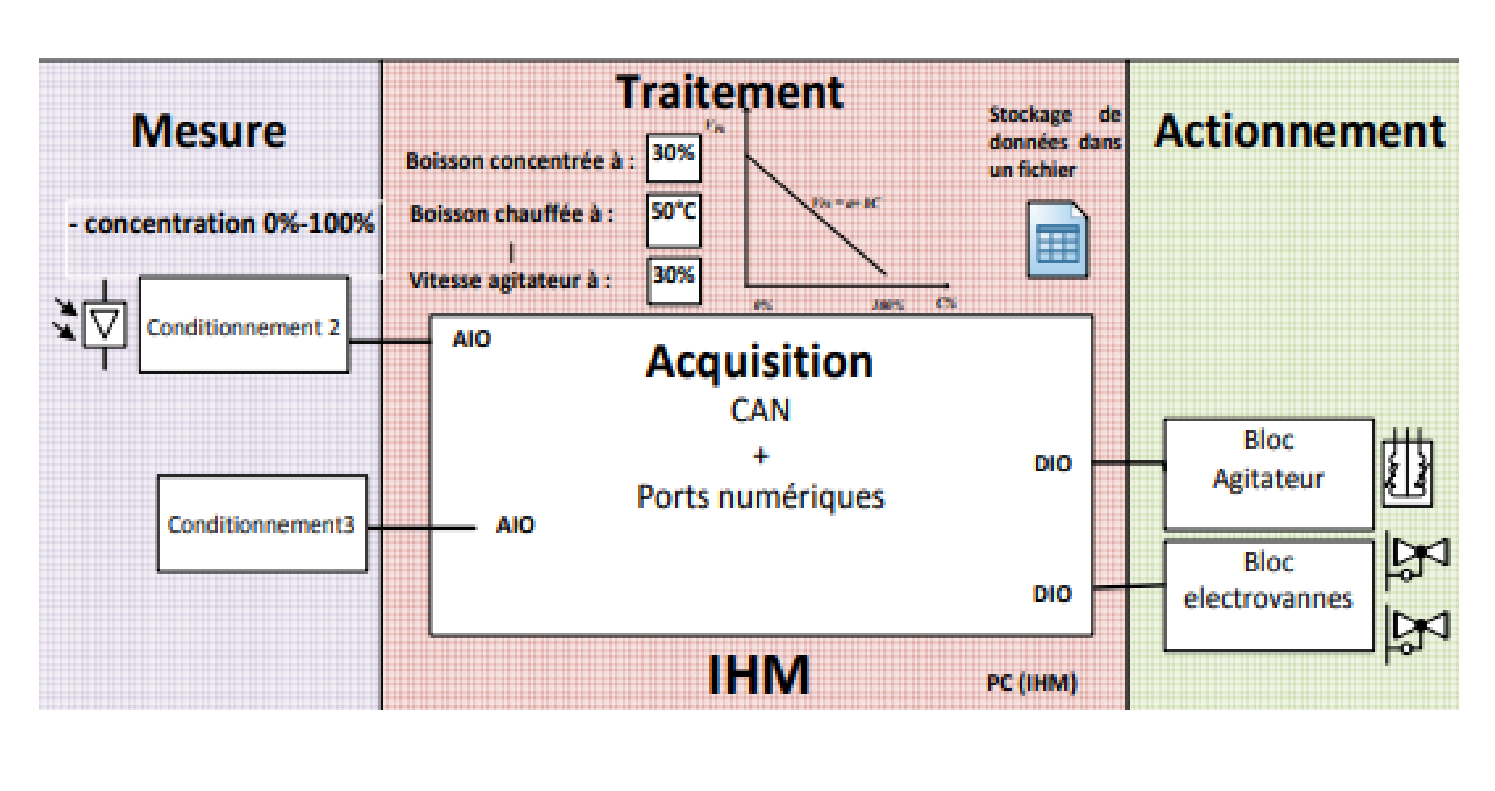 Mesure
- concentration 0%-100%
Conditionnement 2
Conditionnement3
Traitement
Boisson concentrée à :
30%
Boisson chauffée à :
50°C
Vitesse agitateur à :
30%
0%
100%
C%
Stockage de
données dans
un fichier
AIO
Acquisition
CAN
+
Ports numériques
AIO
DIO
DIO
IHM
PC (IHM)
Actionnement
Bloc
Agitateur
Bloc
electrovannes